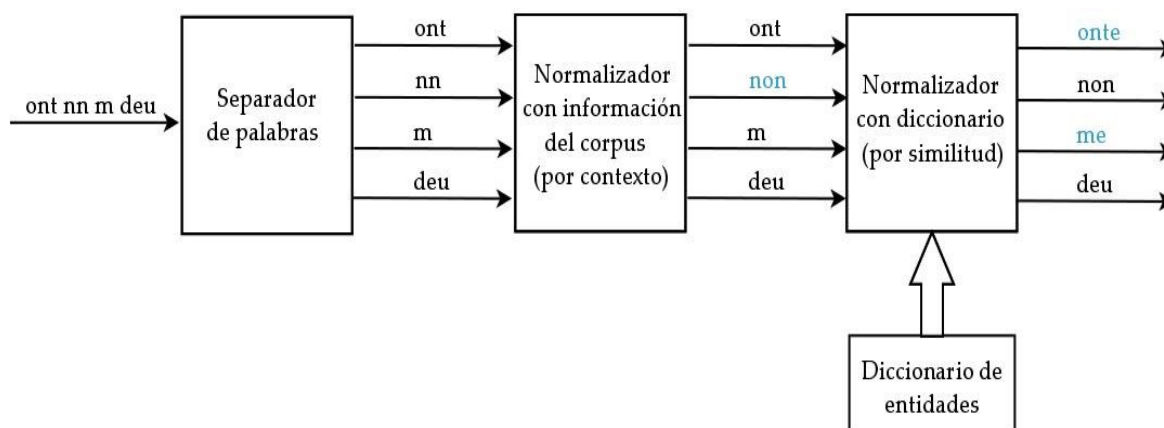 ont nn m deu
Separador
de palabras
ont
nn
m
deu
Normalizador
con información
del corpus
(por contexto)
ont
non
m
deu
Normalizador
con diccionario
(por similitud)
onte
non
me
deu
Diccionario de
entidades